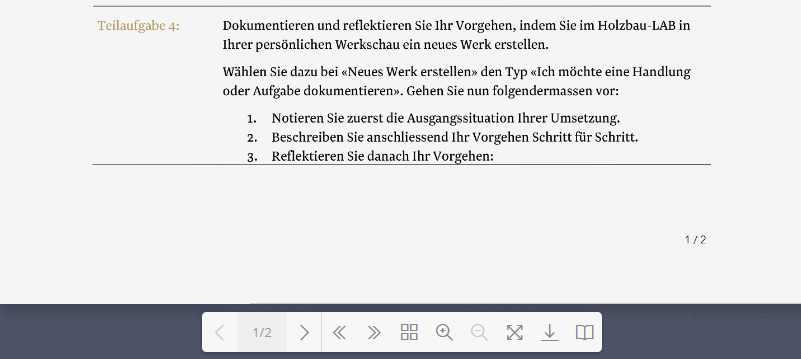 Teilaufgabe 4:
Dokumentieren und reflektieren Sie Ihr Vorgehen, indem Sie im Holzbau-LAB in
Ihrer persönlichen Werkschau ein neues Werk erstellen.
Wählen Sie dazu bei «Neues Werk erstellen» den Typ «Ich möchte eine Handlung
oder Aufgabe dokumentieren». Gehen Sie nun folgendermassen vor:
1. Notieren Sie zuerst die Ausgangssituation Ihrer Umsetzung.
2. Beschreiben Sie anschliessend Ihr Vorgehen Schritt für Schritt.
3. Reflektieren Sie danach Ihr Vorgehen:
1 / 2
1/2